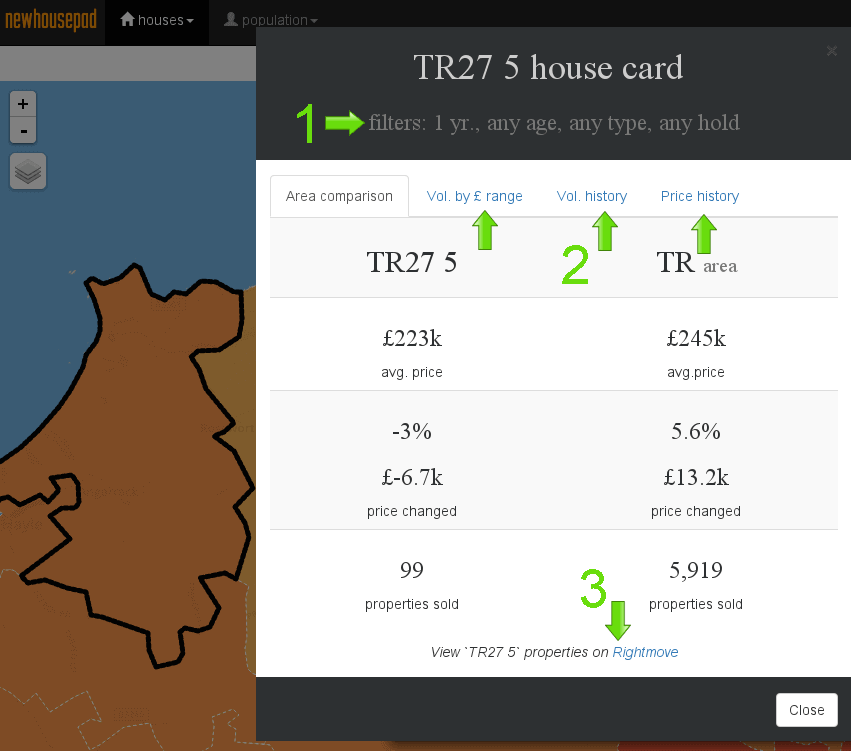 newhousepad houses population
×
TR27 5 house card
1 filters: 1 yr., any age, any type, any hold
+
-
Area comparison Vol. by £ range Vol. history Price history
2
TR27 5 TR area
£223k £245k
avg. price avg.price
-3% 5.6%
£-6.7k £13.2k
price changed price changed
99 5,919
properties sold properties sold
3
View `TR27 5` properties on Rightmove
Close